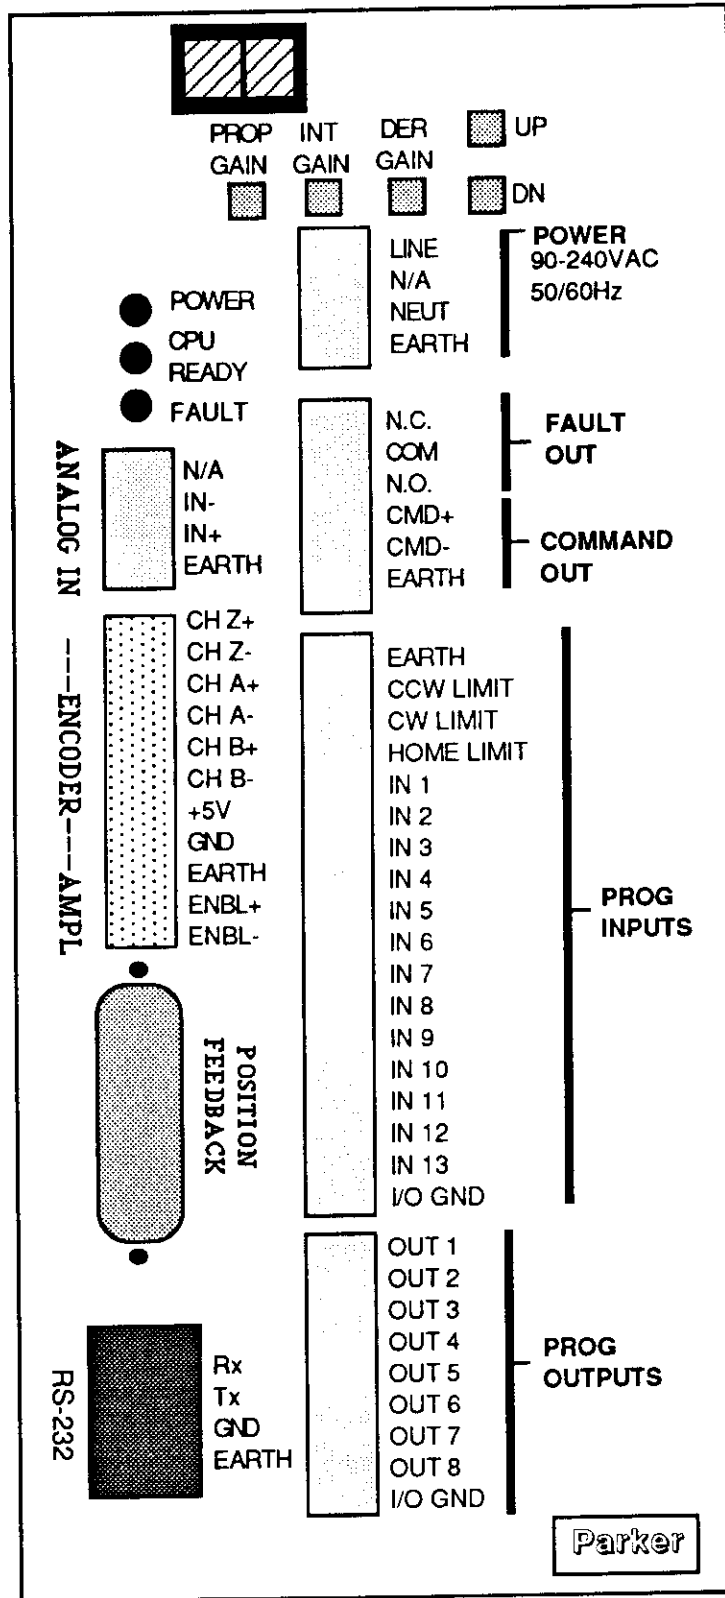 PROP GAIN
INT GAIN
DER GAIN
UP
DN
POWER
CPU READY
FAULT
LINE
N/A
NEUT
EARTH
POWER
90-240VAC
50/60Hz
N.C.
COM
N.O.
CMD+
CMD-
EARTH
FAULT OUT
COMMAND OUT
ANALOG IN
N/A
IN-
IN+
EARTH
---ENCODER---AMPL
CH Z+
CH Z-
CH A+
CH A-
CH B+
CH B-
+5V
GND
EARTH
ENBL+
ENBL-
EARTH
CCW LIMIT
CW LIMIT
HOME LIMIT
IN 1
IN 2
IN 3
IN 4
IN 5
IN 6
IN 7
IN 8
IN 9
IN 10
IN 11
IN 12
IN 13
I/O GND
PROG
INPUTS
POSITION
FEEDBACK
OUT 1
OUT 2
OUT 3
OUT 4
OUT 5
OUT 6
OUT 7
OUT 8
I/O GND
PROG
OUTPUTS
RS-232
Rx
Tx
GND
EARTH
Parker